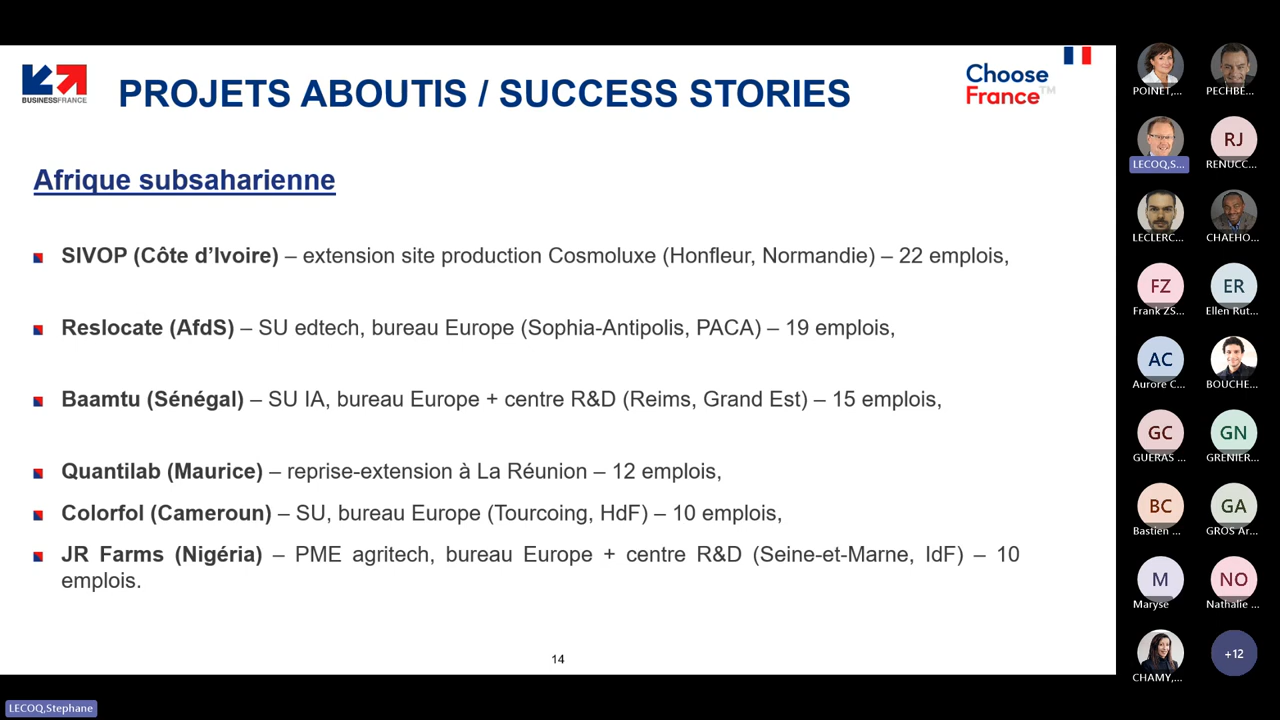 BUSINESSFRANCE
PROJETS ABOUTIS / SUCCESS STORIES
Choose
France™
Afrique subsaharienne
SIVOP (Côte d’Ivoire) – extension site production Cosmoluxe (Honfleur, Normandie) – 22 emplois,
Reslocate (AfdS) – SU edtech, bureau Europe (Sophia-Antipolis, PACA) – 19 emplois,
Baamtu (Sénégal) – SU IA, bureau Europe + centre R&D (Reims, Grand Est) – 15 emplois,
Quantilab (Maurice) – reprise-extension à La Réunion – 12 emplois,
Colorfol (Cameroun) – SU, bureau Europe (Tourcoing, HdF) – 10 emplois,
JR Farms (Nigéria) – PME agritech, bureau Europe + centre R&D (Seine-et-Marne, IdF) – 10
emplois.
14
POINET,...
PECHBE...
LECOQ,S...
RJ
RENUCC...
LECLERC...
CHAEHO...
FZ
Frank ZS...
ER
Ellen Rut...
AC
Aurore C...
BOUCHE...
GC
GUERAS ...
GN
GRENIER...
BC
Bastien ...
GA
GROS Ar...
M
Maryse
NO
Nathalie ...
CHAMY,...
+12
LECOQ,Stephane